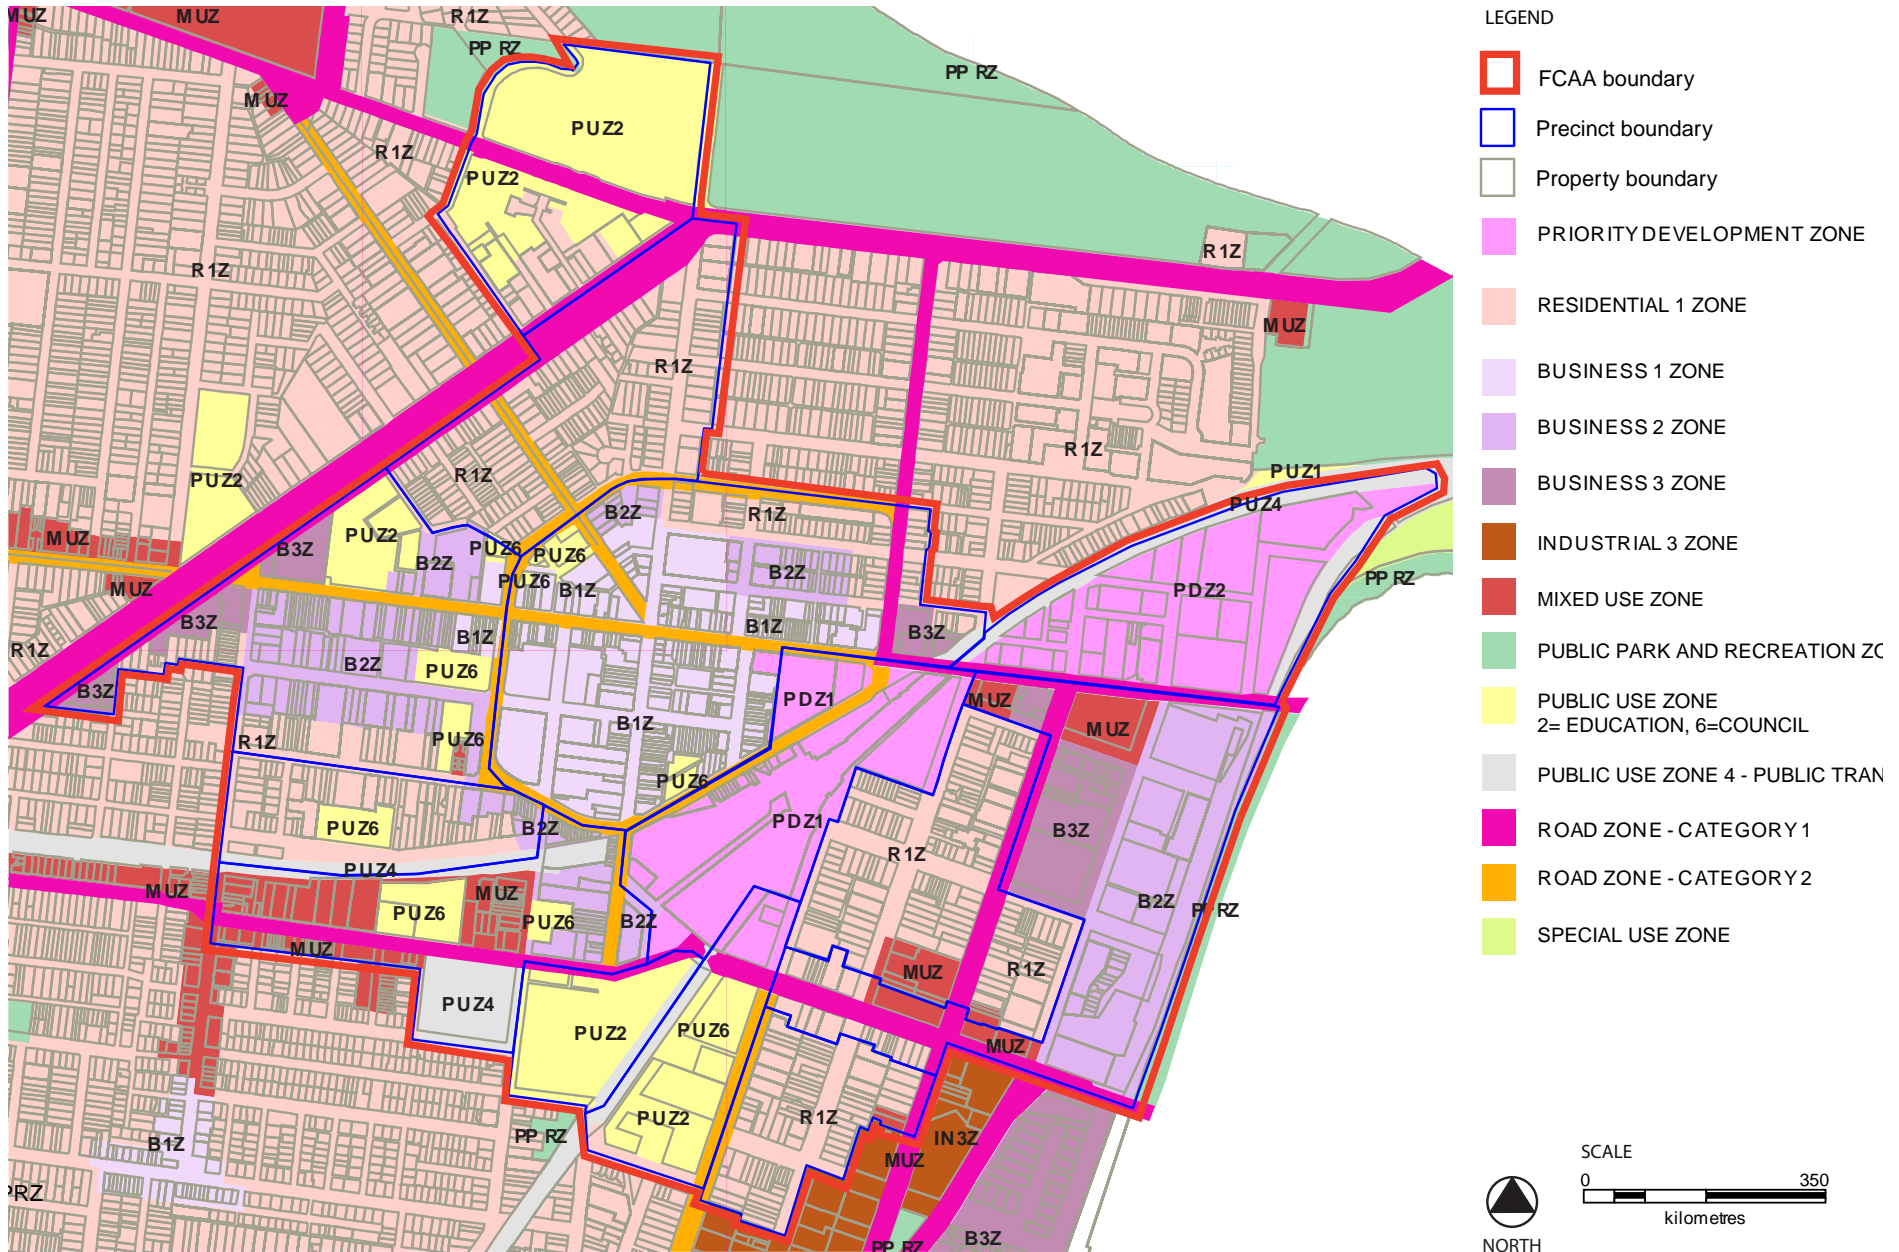 MUZ
MUZ
R1Z
PP RZ
PP RZ
MUZ
PUZ2
R1Z
PUZ2
R1Z
R1Z
MUZ
R1Z
R1Z
R1Z
PUZ2
PUZ1
PUZ4
B2Z
R1Z
MUZ
B3Z
PUZ2
B2Z
PUZ6
PUZ6
PUZ6
B1Z
B2Z
PP RZ
PDZ2
MUZ
B3Z
R1Z
B1Z
B1Z
B3Z
B2Z
PUZ6
B3Z
PDZ1
MUZ
MUZ
B1Z
R1Z
PUZ6
PUZ6
PUZ6
B2Z
PDZ1
B3Z
R1Z
PUZ4
MUZ
MUZ
PUZ6
PUZ6
B2Z
B2Z
PP RZ
MUZ
MUZ
R1Z
PUZ4
PUZ2
PUZ6
MUZ
PUZ2
R1Z
PP RZ
IN3Z
B1Z
MUZ
PRZ
PP RZ
B3Z
LEGEND
FCAA boundary
Precinct boundary
Property boundary
PRIORITY DEVELOPMENT ZONE
RESIDENTIAL 1 ZONE
BUSINESS 1 ZONE
BUSINESS 2 ZONE
BUSINESS 3 ZONE
INDUSTRIAL 3 ZONE
MIXED USE ZONE
PUBLIC PARK AND RECREATION ZO
PUBLIC USE ZONE
2= EDUCATION, 6=COUNCIL
PUBLIC USE ZONE 4 - PUBLIC TRAN
ROAD ZONE - CATEGORY 1
ROAD ZONE - CATEGORY 2
SPECIAL USE ZONE
SCALE
0 350
kilometres
NORTH